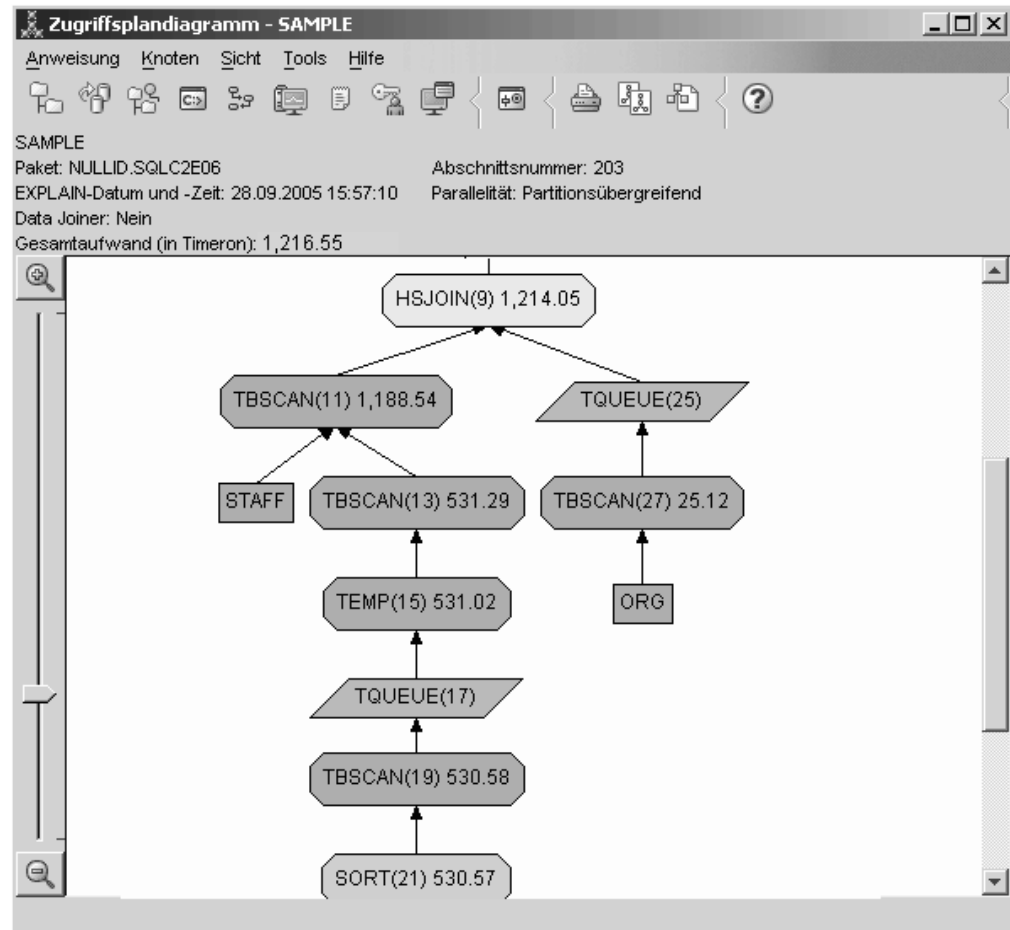 Zugriffsplandiagramm - SAMPLE
Anweisung Knoten Sicht Tools Hilfe
C:>
?
SAMPLE
Paket: NULLID.SQLC2E06 Abschnittsnummer: 203
EXPLAIN-Datum und -Zeit: 28.09.2005 15:57:10 Parallelität: Partitionsübergreifend
Data Joiner: Nein
Gesamtaufwand (in Timeron): 1,216.55
HSJOIN(9) 1,214.05
TBSCAN(11) 1,188.54 TQUEUE(25)
STAFF TBSCAN(13) 531.29 TBSCAN(27) 25.12
TEMP(15) 531.02 ORG
TQUEUE(17)
TBSCAN(19) 530.58
SORT(21) 530.57